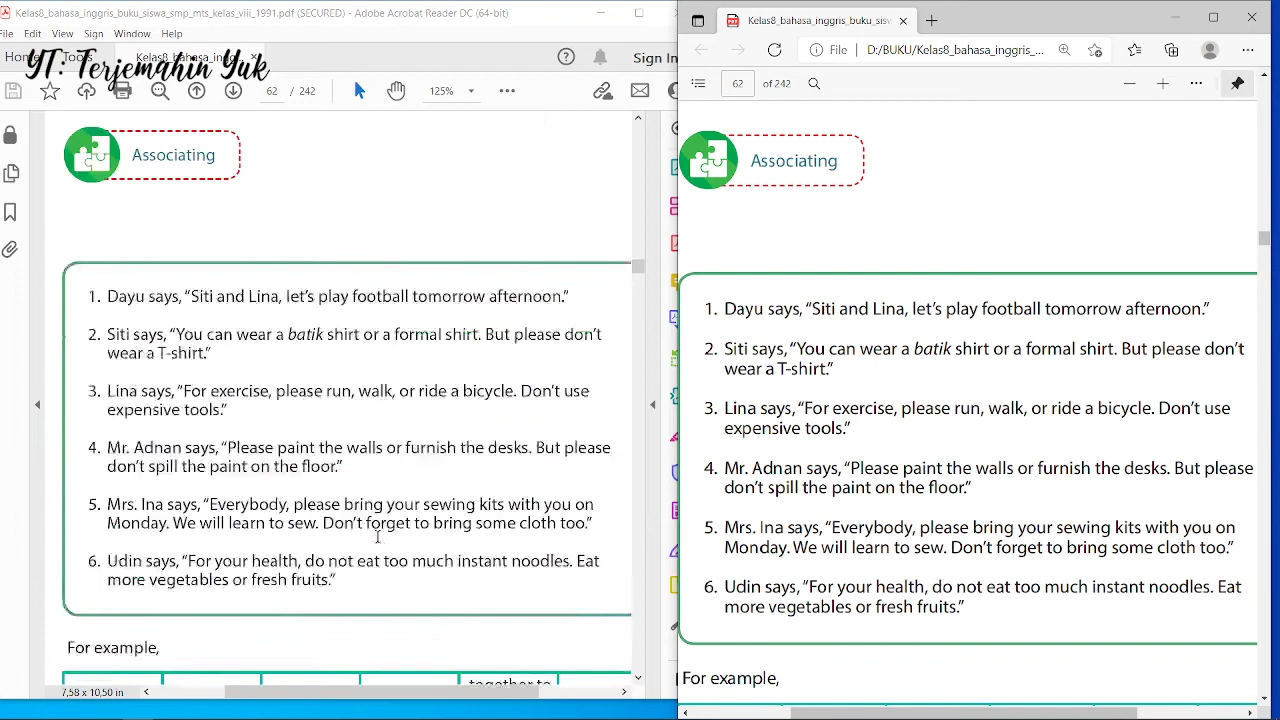 Kelas8_bahasa_inggris_buku_siswa_smp_mts_kelas_viii_1991.pdf (SECURED) - Adobe Acrobat Reader DC (64-bit)
File Edit View Sign Window Help
Home Tools Kelas8_bahasa_ingg...
YT: Terjemahin Yuk
Sign In
62 / 242
125%
Associating
1. Dayu says, “Siti and Lina, let’s play football tomorrow afternoon.”
2. Siti says, “You can wear a batik shirt or a formal shirt. But please don’t
wear a T-shirt.”
3. Lina says, “For exercise, please run, walk, or ride a bicycle. Don’t use
expensive tools.”
4. Mr. Adnan says, “Please paint the walls or furnish the desks. But please
don’t spill the paint on the floor.”
5. Mrs. Ina says, “Everybody, please bring your sewing kits with you on
Monday. We will learn to sew. Don’t forget to bring some cloth too.”
6. Udin says, “For your health, do not eat too much instant noodles. Eat
more vegetables or fresh fruits.”
For example,
together to
7,58 x 10,50 in
Kelas8_bahasa_inggris_buku_sisw
File D:/BUKU/Kelas8_bahasa_inggris_...
62 of 242
Associating
1. Dayu says, “Siti and Lina, let’s play football tomorrow afternoon.”
2. Siti says, “You can wear a batik shirt or a formal shirt. But please don’t
wear a T-shirt.”
3. Lina says, “For exercise, please run, walk, or ride a bicycle. Don’t use
expensive tools.”
4. Mr. Adnan says, “Please paint the walls or furnish the desks. But please
don’t spill the paint on the floor.”
5. Mrs. Ina says, “Everybody, please bring your sewing kits with you on
Monday. We will learn to sew. Don’t forget to bring some cloth too.”
6. Udin says, “For your health, do not eat too much instant noodles. Eat
more vegetables or fresh fruits.”
For example,